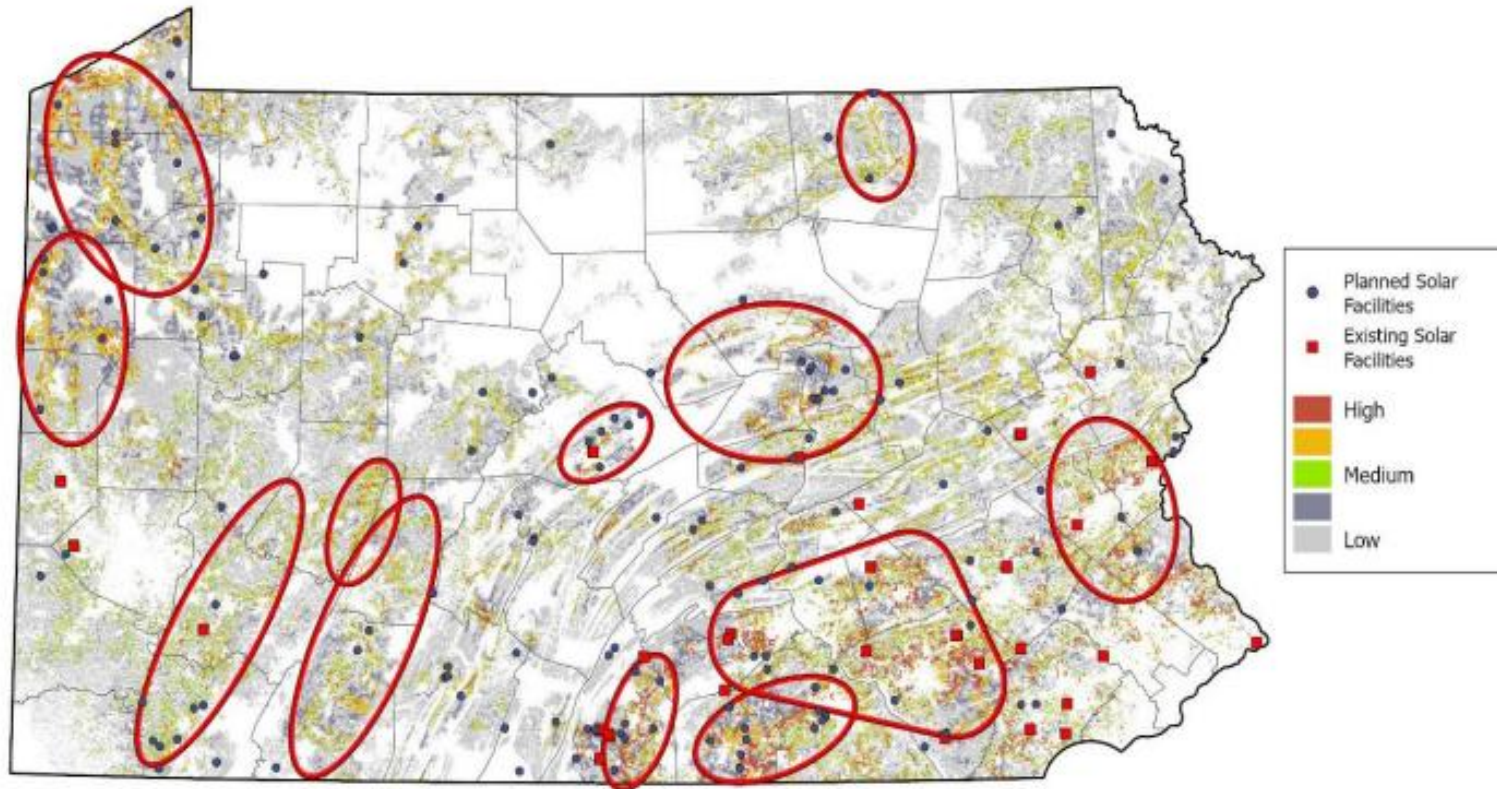 Planned Solar
Facilities
Existing Solar
Facilities
High
Medium
Low